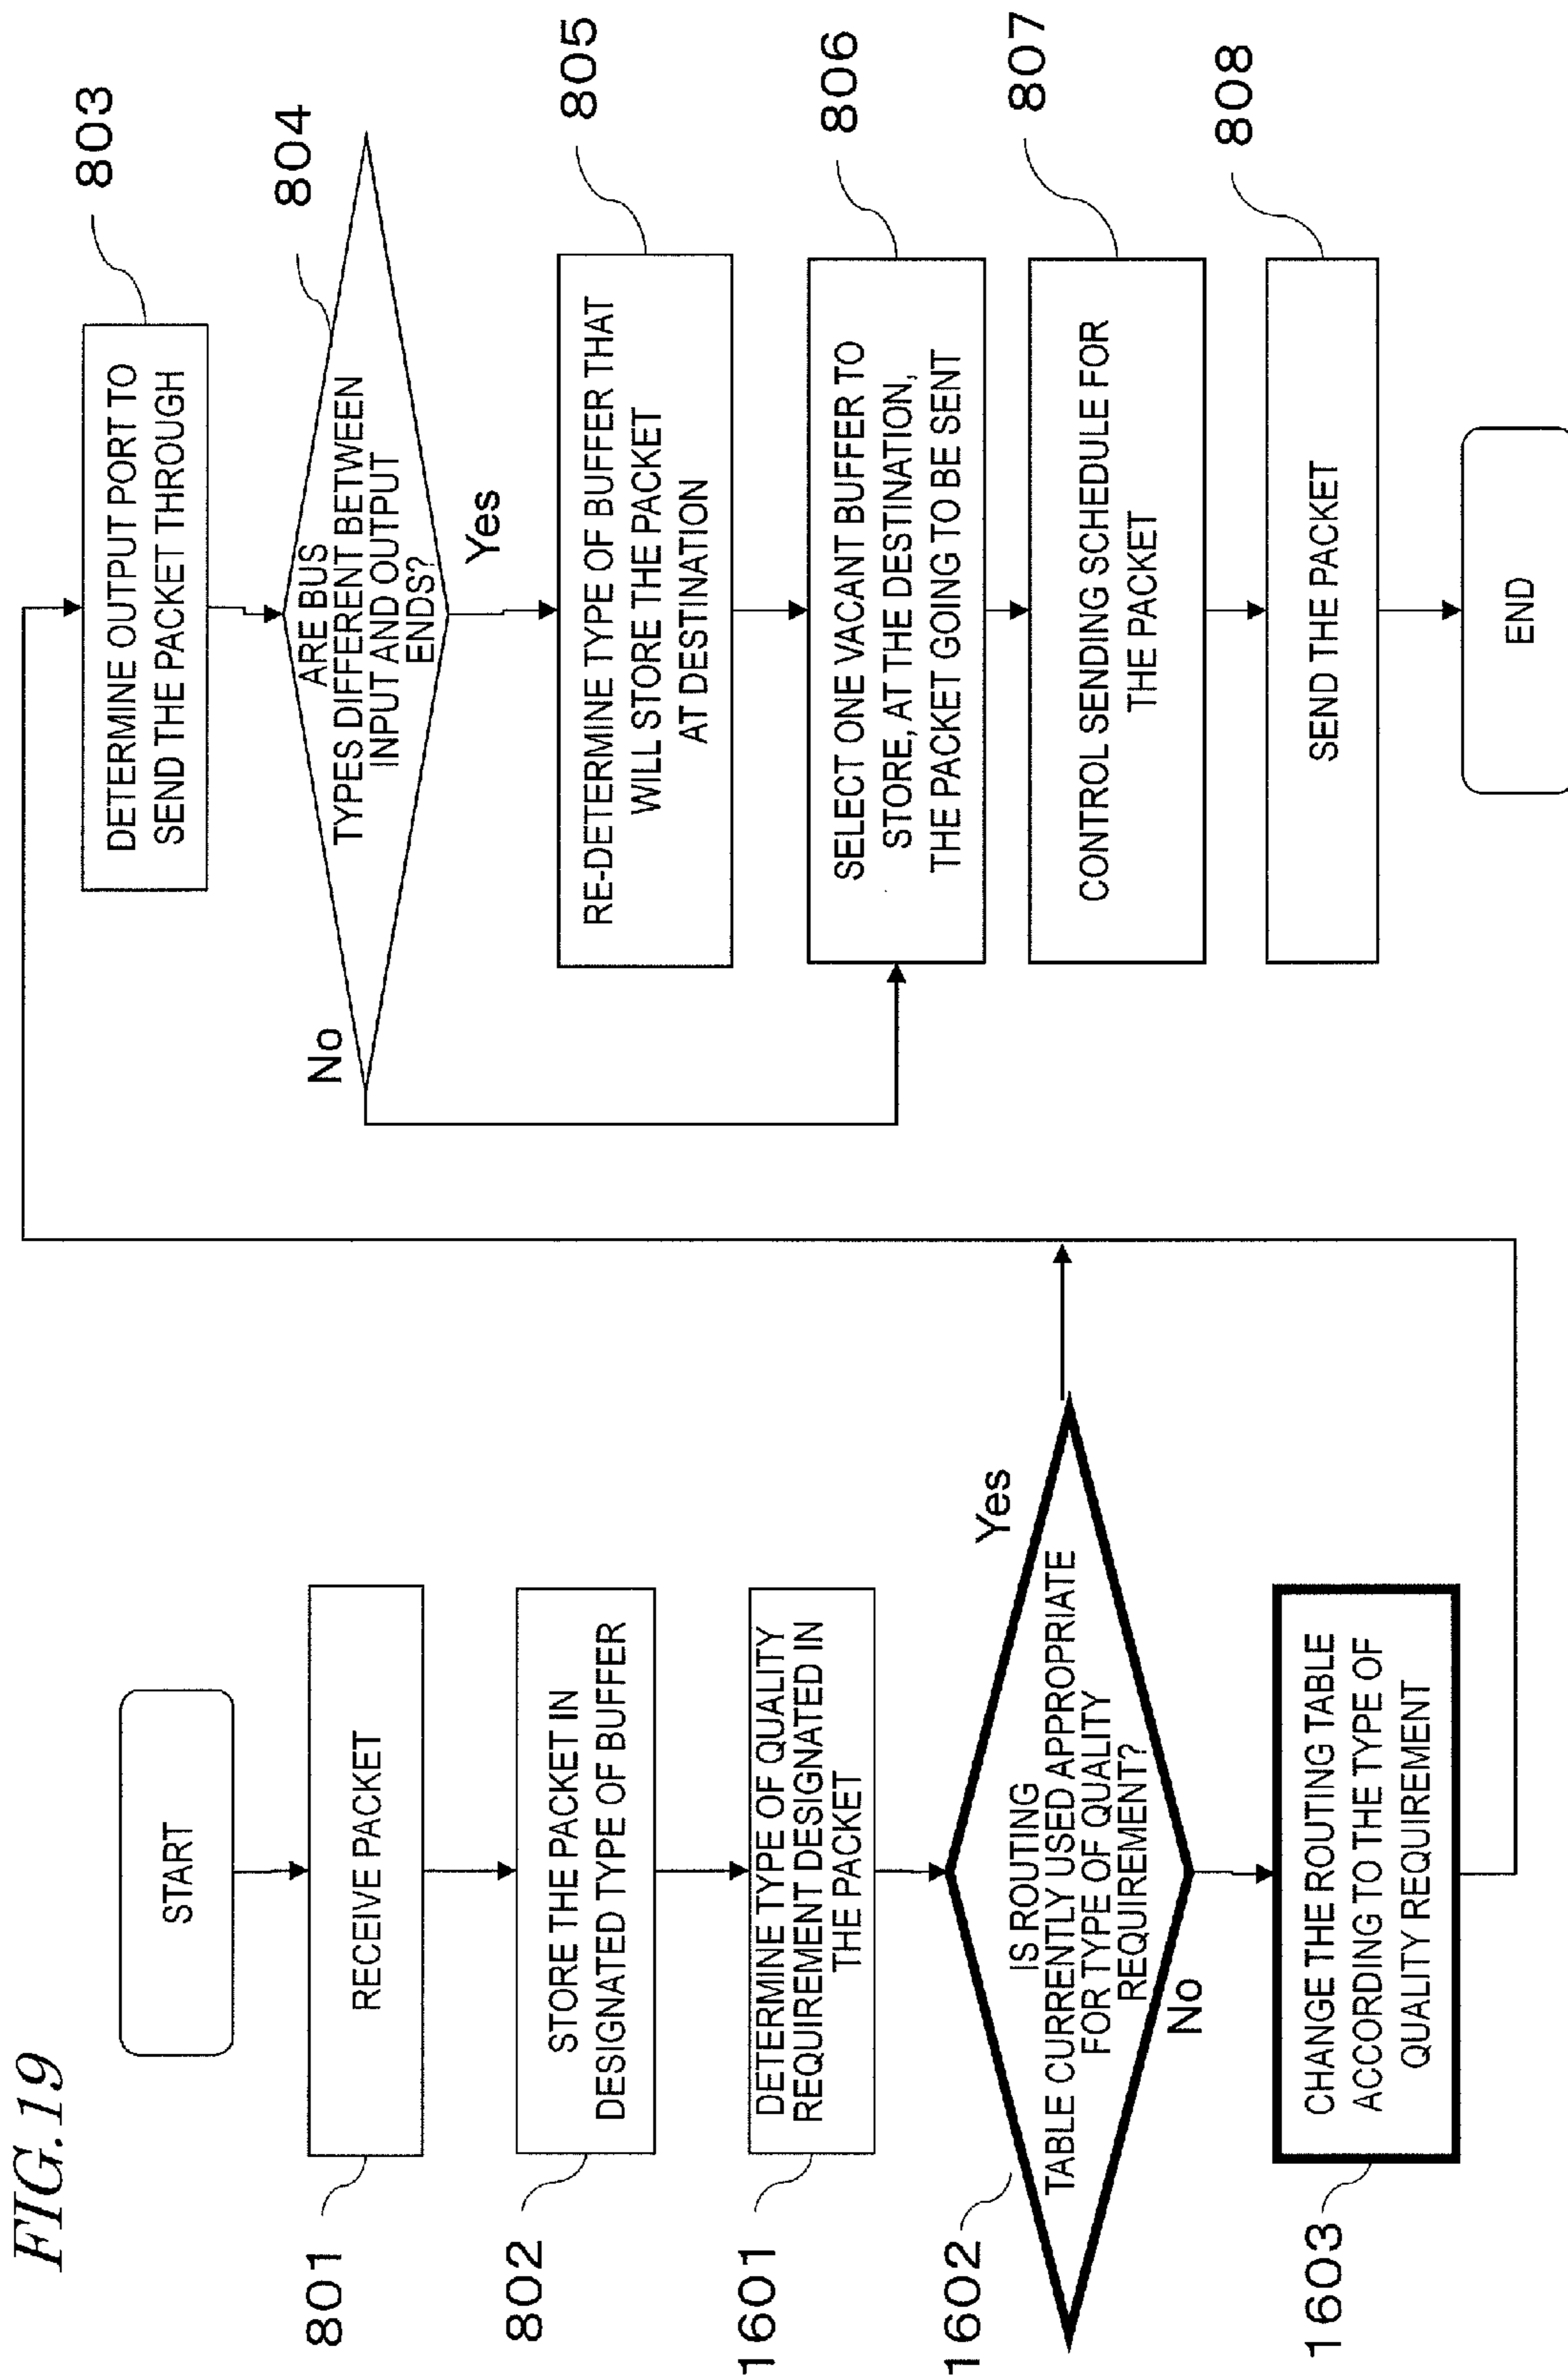 FIG.19
START
801
RECEIVE PACKET
802
STORE THE PACKET IN
DESIGNATED TYPE OF BUFFER
1601
DETERMINE TYPE OF QUALITY
REQUIREMENT DESIGNATED IN
THE PACKET
1602
IS ROUTING
TABLE CURRENTLY USED APPROPRIATE
FOR TYPE OF QUALITY
REQUIREMENT?
Yes
No
1603
CHANGE THE ROUTING TABLE
ACCORDING TO THE TYPE OF
QUALITY REQUIREMENT
803
DETERMINE OUTPUT PORT TO
SEND THE PACKET THROUGH
804
ARE BUS
TYPES DIFFERENT BETWEEN
INPUT AND OUTPUT
ENDS?
No
Yes
805
RE-DETERMINE TYPE OF BUFFER THAT
WILL STORE THE PACKET
AT DESTINATION
806
SELECT ONE VACANT BUFFER TO
STORE, AT THE DESTINATION,
THE PACKET GOING TO BE SENT
807
CONTROL SENDING SCHEDULE FOR
THE PACKET
808
SEND THE PACKET
END